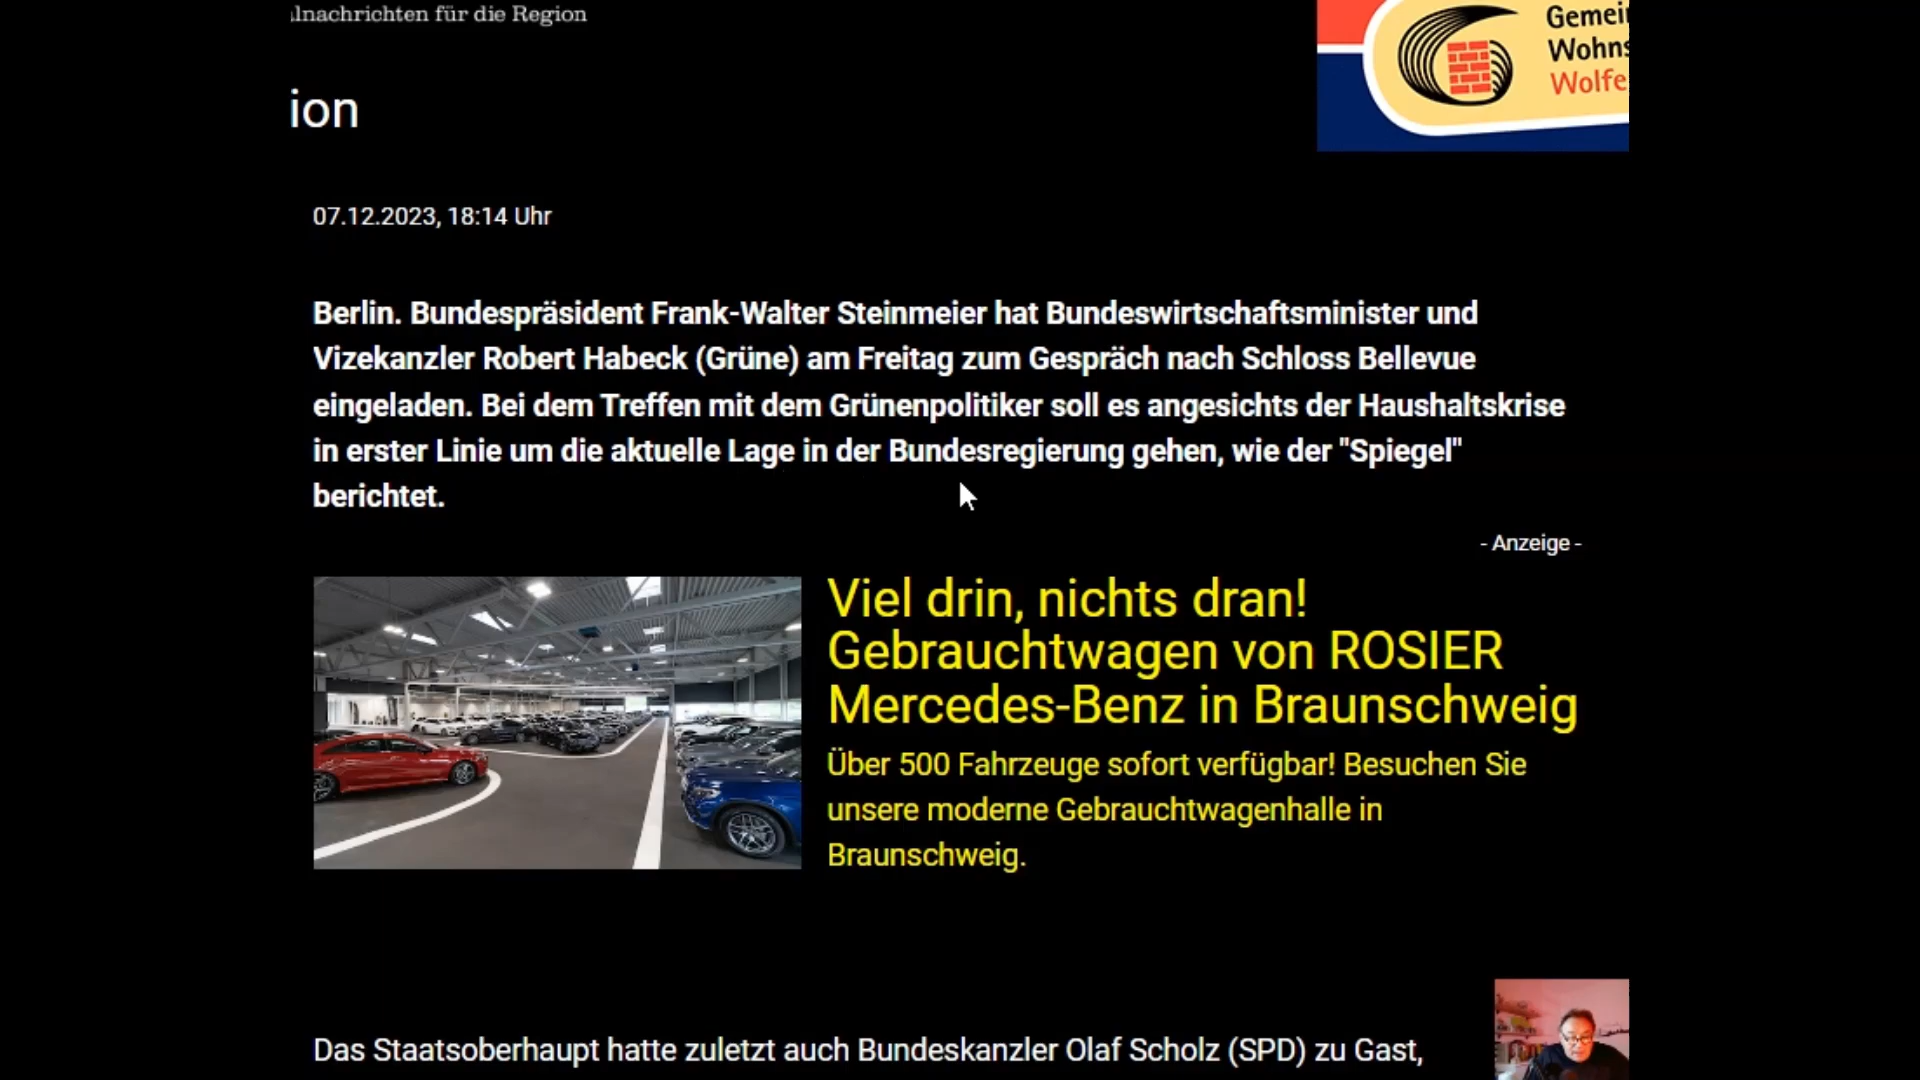 für die Region
Wohns
ion
07.12.2023, 18:14 Uhr
Berlin. Bundespräsident Frank-Walter Steinmeier hat Bundeswirtschaftsminister und
Vizekanzler Robert Habeck (Grüne) am Freitag zum Gespräch nach Schloss Bellevue
eingeladen. Bei dem Treffen mit dem Grünenpolitiker soll es angesichts der Haushaltskrise
in erster Linie um die aktuelle Lage in der Bundesregierung gehen, wie der "Spiegel"
berichtet.
- Anzeige -
Viel drin, nichts dran!
Gebrauchtwagen von ROSIER
Mercedes-Benz in Braunschweig
Über 500 Fahrzeuge sofort verfügbar! Besuchen Sie
unsere moderne Gebrauchtwagenhalle in
Braunschweig.
Das Staatsoberhaupt hatte zuletzt auch Bundeskanzler Olaf Scholz (SPD) zu Gast,